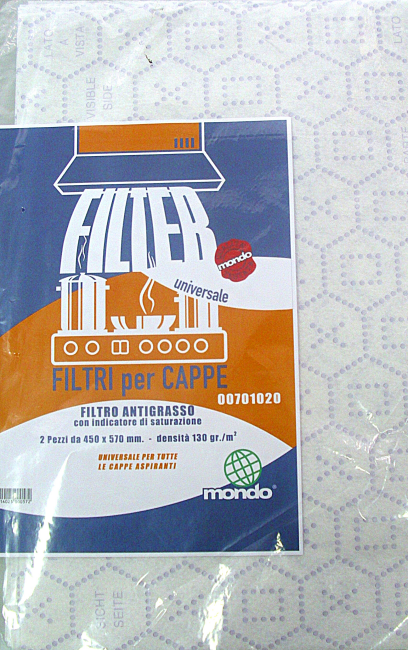 LATO
A
VISTA
VISIBLE
SIDE
LATO
FILTER
mondo
universale
FILTRI per CAPPE
00701020
FILTRO ANTIGRASSO
con indicatore di saturazione
2 Pezzi da 450 x 570 mm. - densità 130 gr./m²
UNIVERSALE PER TUTTE
LE CAPPE ASPIRANTI
mondo®
SICHT
SEITE